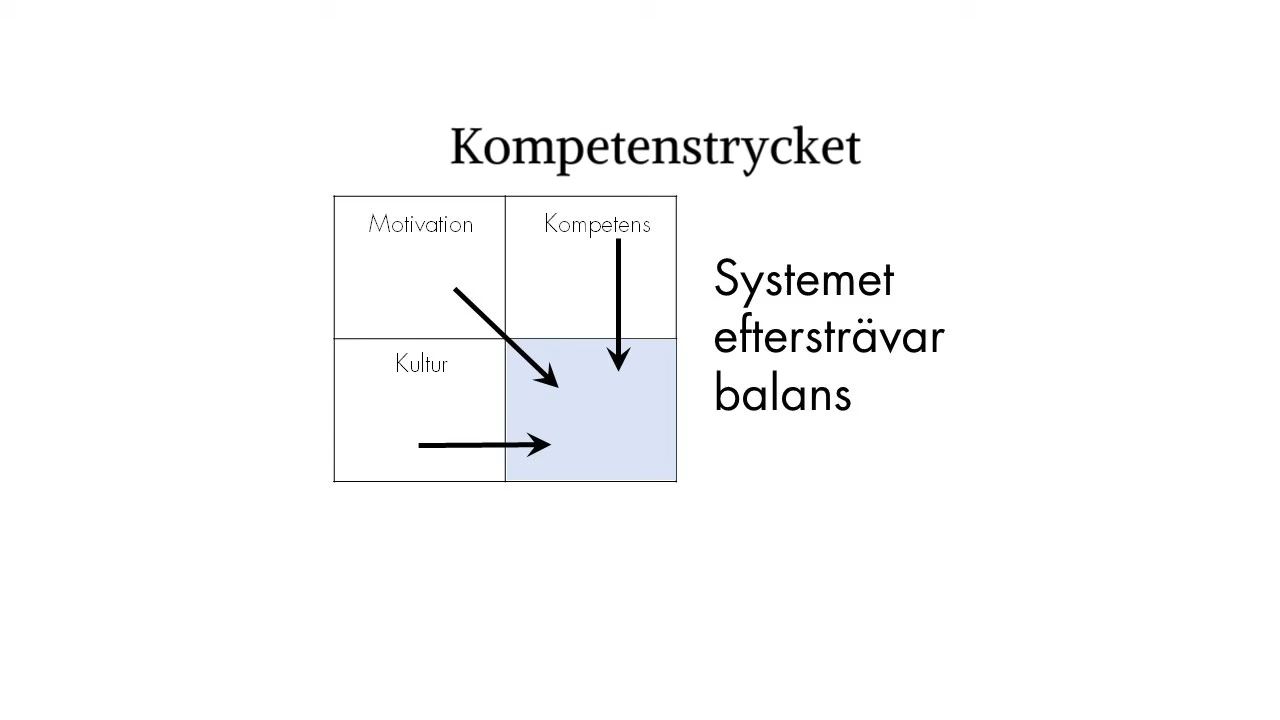 Kompetenstrycket
Motivation
Kompetens
Kultur
Systemet
eftersträvar
balans